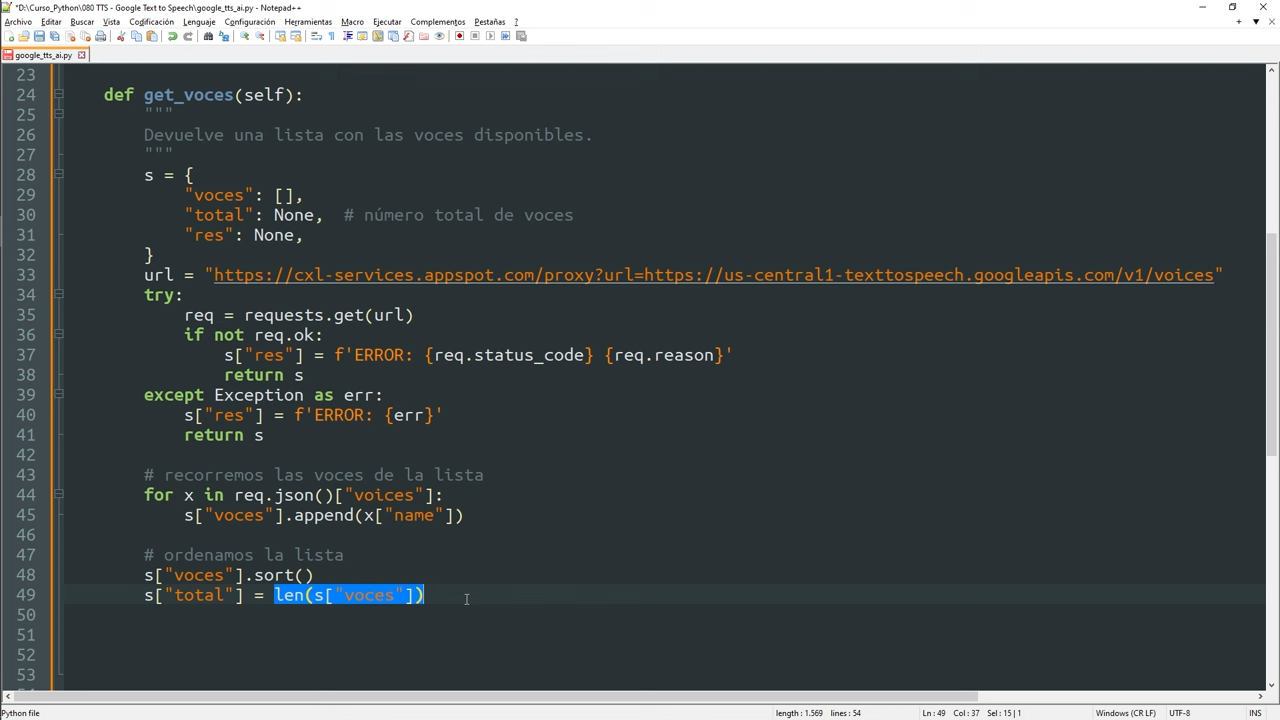 *D:\Curso_Python\080 TTS - Google Text to Speech\google_tts_ai.py - Notepad++
Archivo Editar Buscar Vista Codificación Lenguaje Configuración Herramientas Macro Ejecutar Complementos Pestañas ?
google_tts_ai.py
23
24 def get_voces(self):
25 """
26 Devuelve una lista con las voces disponibles.
27 """
28 s = {
29 "voces": [],
30 "total": None, # número total de voces
31 "res": None,
32 }
33 url = "https://cxl-services.appspot.com/proxy?url=https://us-central1-texttospeech.googleapis.com/v1/voices"
34 try:
35 req = requests.get(url)
36 if not req.ok:
37 s["res"] = f'ERROR: {req.status_code} {req.reason}'
38 return s
39 except Exception as err:
40 s["res"] = f'ERROR: {err}'
41 return s
42
43 # recorremos las voces de la lista
44 for x in req.json()["voices"]:
45 s["voces"].append(x["name"])
46
47 # ordenamos la lista
48 s["voces"].sort()
49 s["total"] = len(s["voces"])
50
51
52
53
Python file length : 1.569 lines : 54 Ln : 49 Col : 37 Sel : 15 | 1 Windows (CR LF) UTF-8 INS